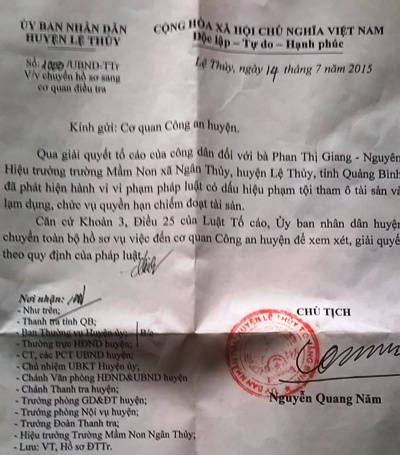 ỦY BAN NHÂN DÂN
HUYỆN LỆ THỦY
CỘNG HÒA XÃ HỘI CHỦ NGHĨA VIỆT NAM
Độc lập – Tự do – Hạnh phúc
Số: /UBND-TTr
V/v chuyển hồ sơ sang
cơ quan điều tra
Lệ Thủy, ngày 14 tháng 7 năm 2015
Kính gửi: Cơ quan Công an huyện.
Qua giải quyết tố cáo của công dân đối với bà Phan Thị Giang - Nguyên
Hiệu trưởng trường Mầm Non xã Ngân Thủy, huyện Lệ Thủy, tỉnh Quảng Bình
đã phát hiện hành vi vi phạm pháp luật có dấu hiệu phạm tội tham ô tài sản và
lạm dụng, chức vụ quyền hạn chiếm đoạt tài sản.
Căn cứ Khoản 3, Điều 25 của Luật Tố cáo, Ủy ban nhân dân huyện
chuyển toàn bộ hồ sơ vụ việc đến cơ quan Công an huyện để xem xét, giải quyết
theo quy định của pháp luật.
Nơi nhận:
- Như trên;
- Thanh tra tỉnh QB;
- Ban Thường vụ Huyện ủy;
- Thường trực HĐND huyện;
- CT, các PCT UBND huyện;
- Chủ nhiệm UBKT Huyện ủy;
- Chánh Văn phòng HĐND&UBND huyện
- Chánh Thanh tra huyện;
- Trưởng phòng GD&ĐT huyện;
- Trưởng phòng Nội vụ huyện;
- Trưởng Đoàn Thanh tra;
- Hiệu trưởng Trường Mầm Non Ngân Thủy;
- Lưu: VT, Hồ sơ ĐTTr.
B/c
CHỦ TỊCH
Nguyễn Quang Năm